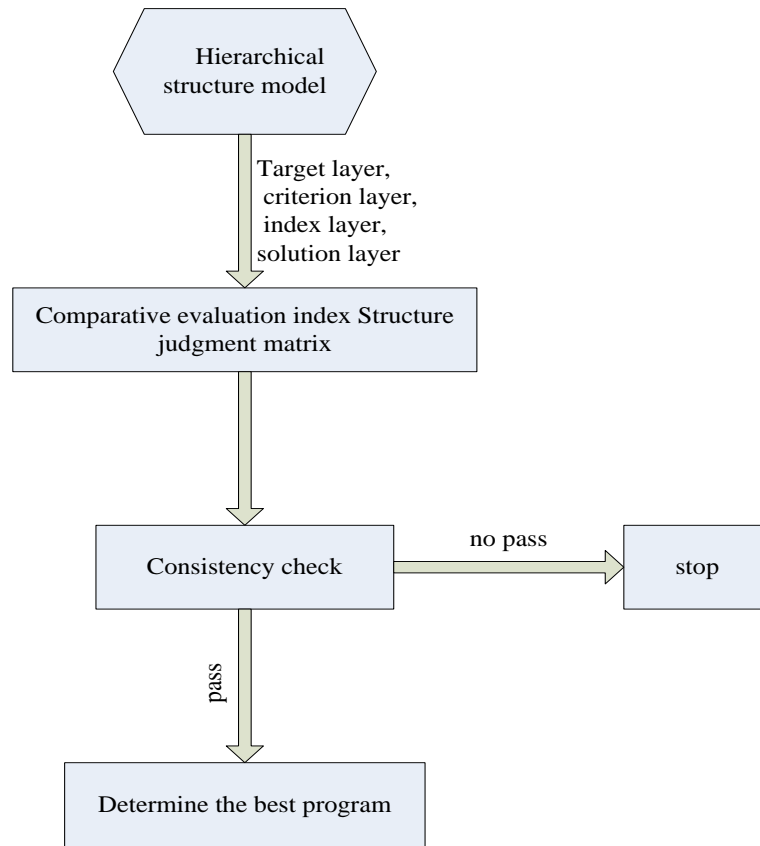 Hierarchical
structure model
Target layer,
criterion layer,
index layer,
solution layer
Comparative evaluation index Structure
judgment matrix
Consistency check
no pass
stop
pass
Determine the best program